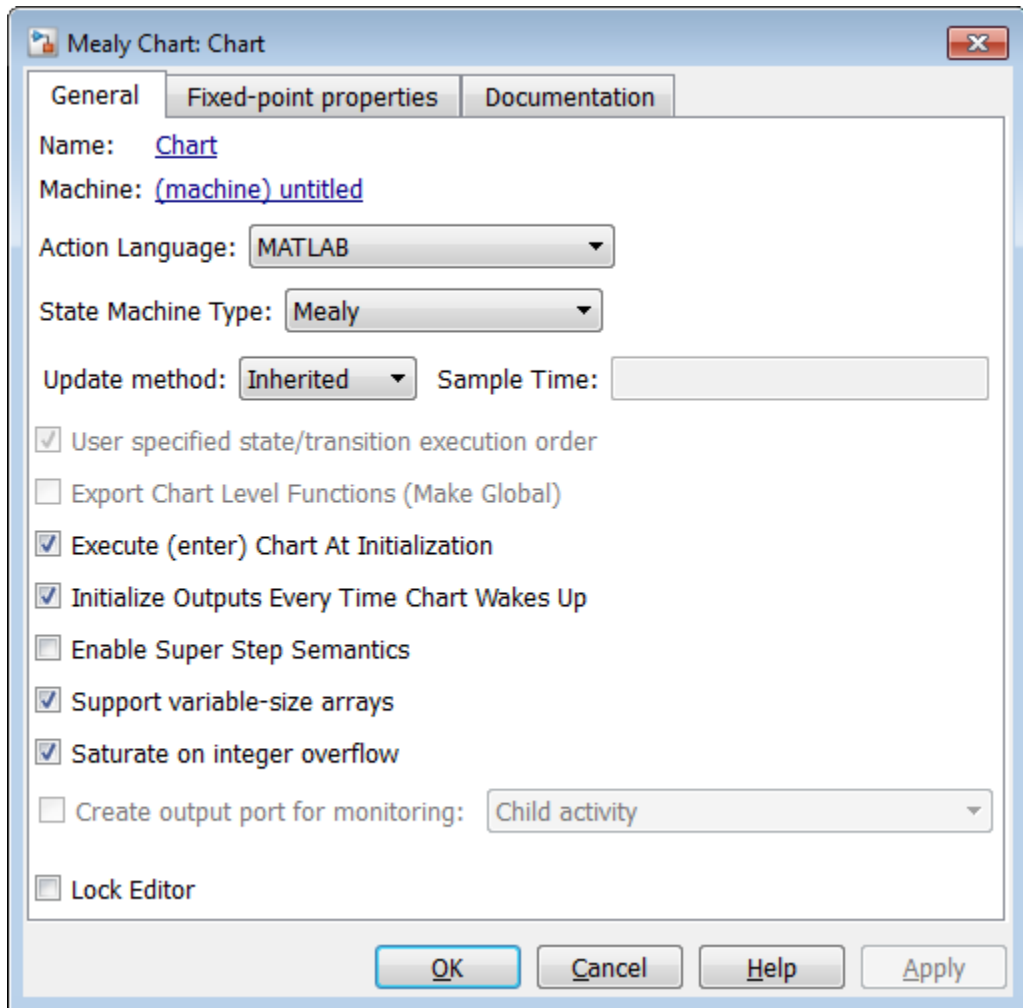 Mealy Chart: Chart
General Fixed-point properties Documentation
Name: Chart
Machine: (machine) untitled
Action Language: MATLAB
State Machine Type: Mealy
Update method: Inherited Sample Time:
User specified state/transition execution order
Export Chart Level Functions (Make Global)
Execute (enter) Chart At Initialization
Initialize Outputs Every Time Chart Wakes Up
Enable Super Step Semantics
Support variable-size arrays
Saturate on integer overflow
Create output port for monitoring: Child activity
Lock Editor
OK Cancel Help Apply